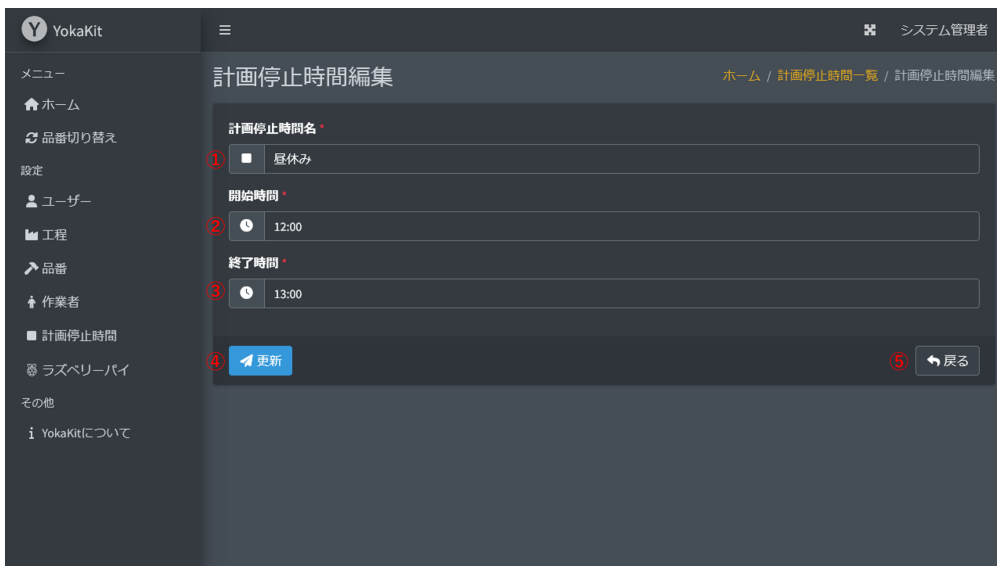 Y YokaKit
システム管理者
メニュー
ホーム
品番切り替え
設定
ユーザー
工程
品番
作業者
計画停止時間
ラズベリーパイ
その他
i YokaKitについて
計画停止時間編集
ホーム / 計画停止時間一覧 / 計画停止時間編集
計画停止時間名 *
① 昼休み
開始時間 *
② 12:00
終了時間 *
③ 13:00
④ 更新
⑤ 戻る